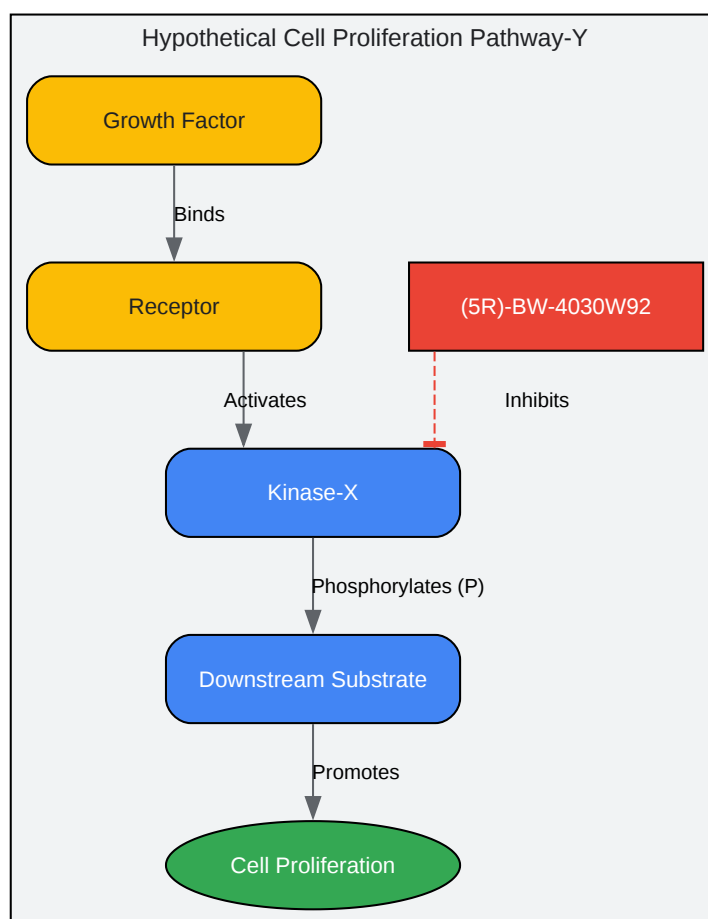 Hypothetical Cell Proliferation Pathway-Y
Growth Factor
Binds
Receptor
(5R)-BW-4030W92
Activates
Inhibits
Kinase-X
Phosphorylates (P)
Downstream Substrate
Promotes
Cell Proliferation